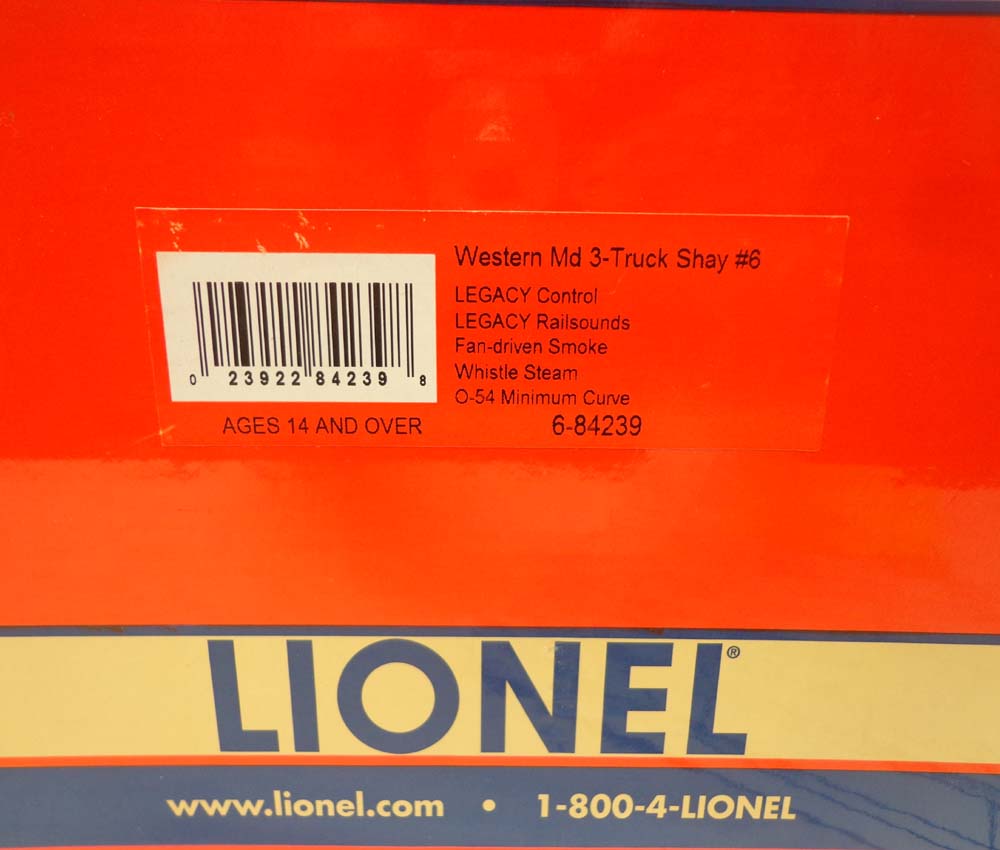 Western Md 3-Truck Shay #6
LEGACY Control
LEGACY Railsounds
Fan-driven Smoke
Whistle Steam
O-54 Minimum Curve
6-84239
0 23922 84239 8
AGES 14 AND OVER
LIONEL®
www.lionel.com • 1-800-4-LIONEL